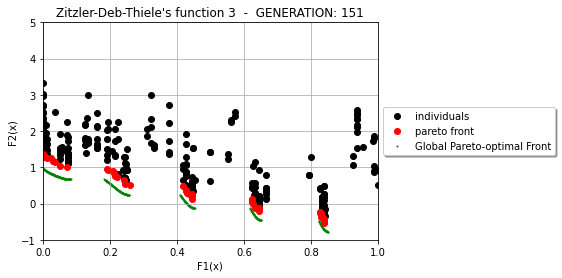 Zitzler-Deb-Thiele's function 3 - GENERATION: 151
5
4
3
2
1
0
−1
F2(x)
0.0 0.2 0.4 0.6 0.8 1.0
F1(x)
individuals
pareto front
Global Pareto-optimal Front